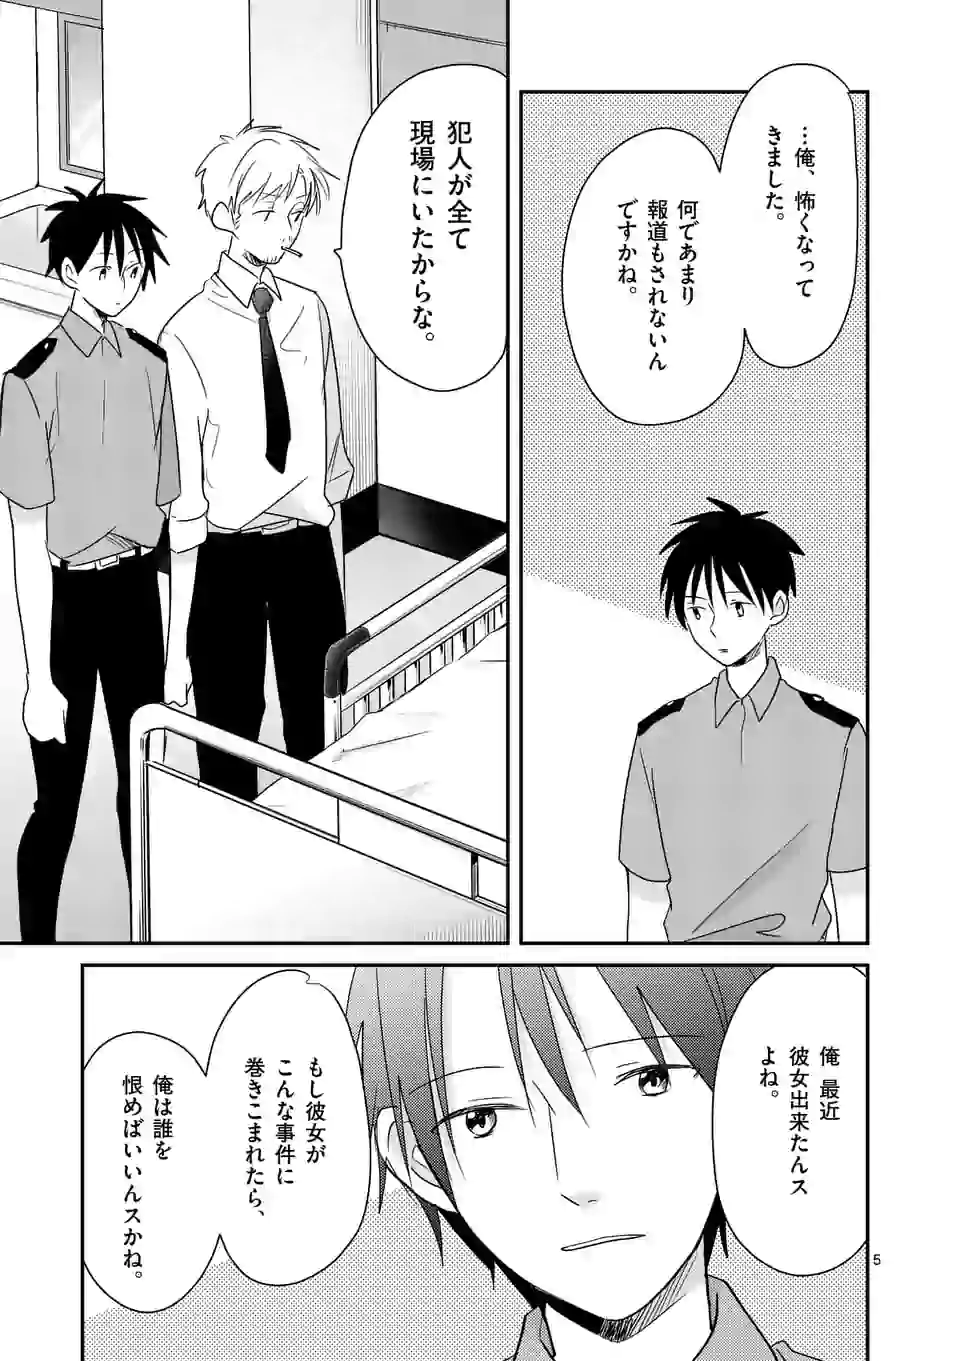 …俺、怖くなって
きました。
何であまり
報道もされないん
ですかね。
犯人が全て
現場にいたからな。
俺 最近
彼女出来たんス
よね。
もし彼女が
こんな事件に
巻きこまれたら、
俺は誰を
恨めばいいんスかね。
5